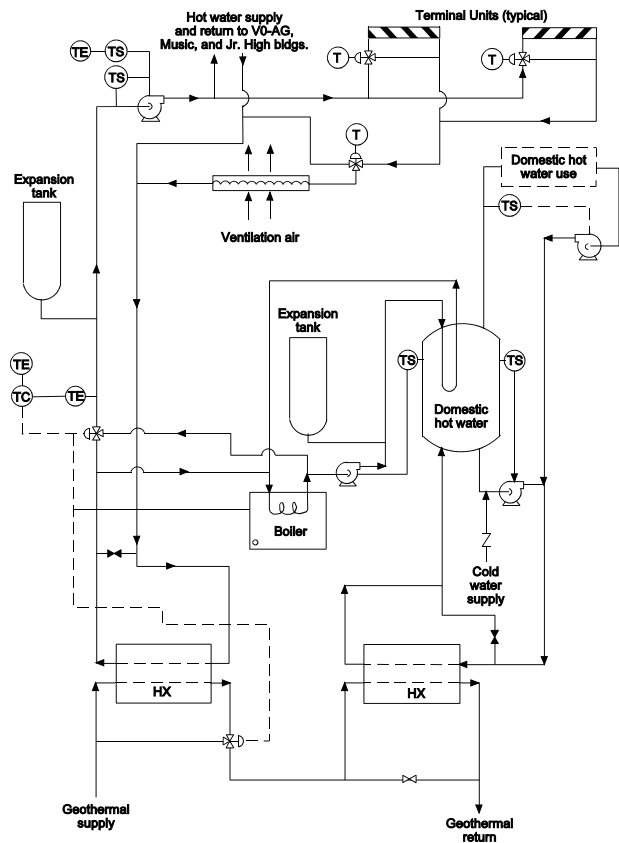 Hot water supply
and return to V0-AG,
Music, and Jr. High bldgs.
Terminal Units (typical)
TE
TS
TS
T
T
T
Domestic hot
water use
TS
Expansion
tank
Ventilation air
Expansion
tank
TE
TC
TE
TS
TS
Domestic
hot water
Boiler
Cold
water
supply
HX
HX
Geothermal
supply
Geothermal
return